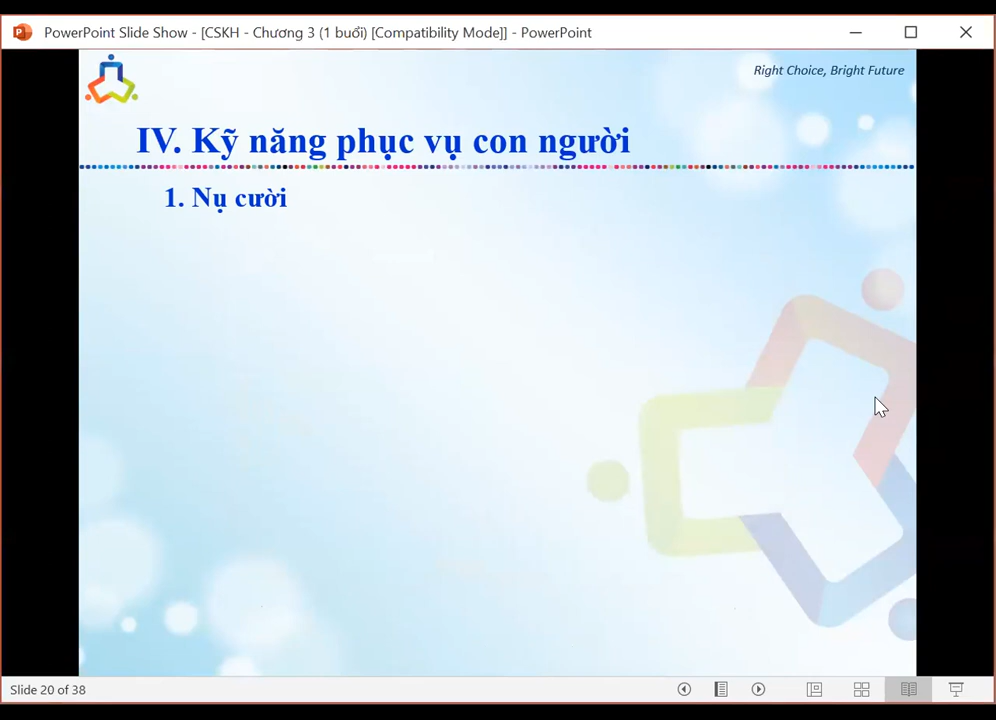 PowerPoint Slide Show - [CSKH - Chương 3 (1 buổi) [Compatibility Mode]] - PowerPoint
Right Choice, Bright Future
IV. Kỹ năng phục vụ con người
1. Nụ cười
Slide 20 of 38